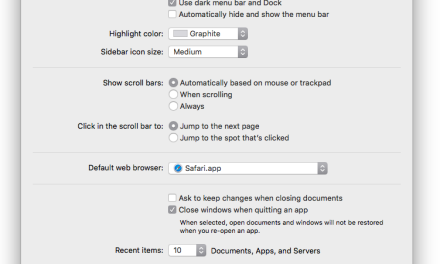 Use dark menu bar and Dock
Automatically hide and show the menu bar
Highlight color: Graphite
Sidebar icon size: Medium
Show scroll bars: Automatically based on mouse or trackpad
When scrolling
Always
Click in the scroll bar to: Jump to the next page
Jump to the spot that's clicked
Default web browser: Safari.app
Ask to keep changes when closing documents
Close windows when quitting an app
When selected, open documents and windows will not be restored
when you re-open an app.
Recent items: 10 Documents, Apps, and Servers